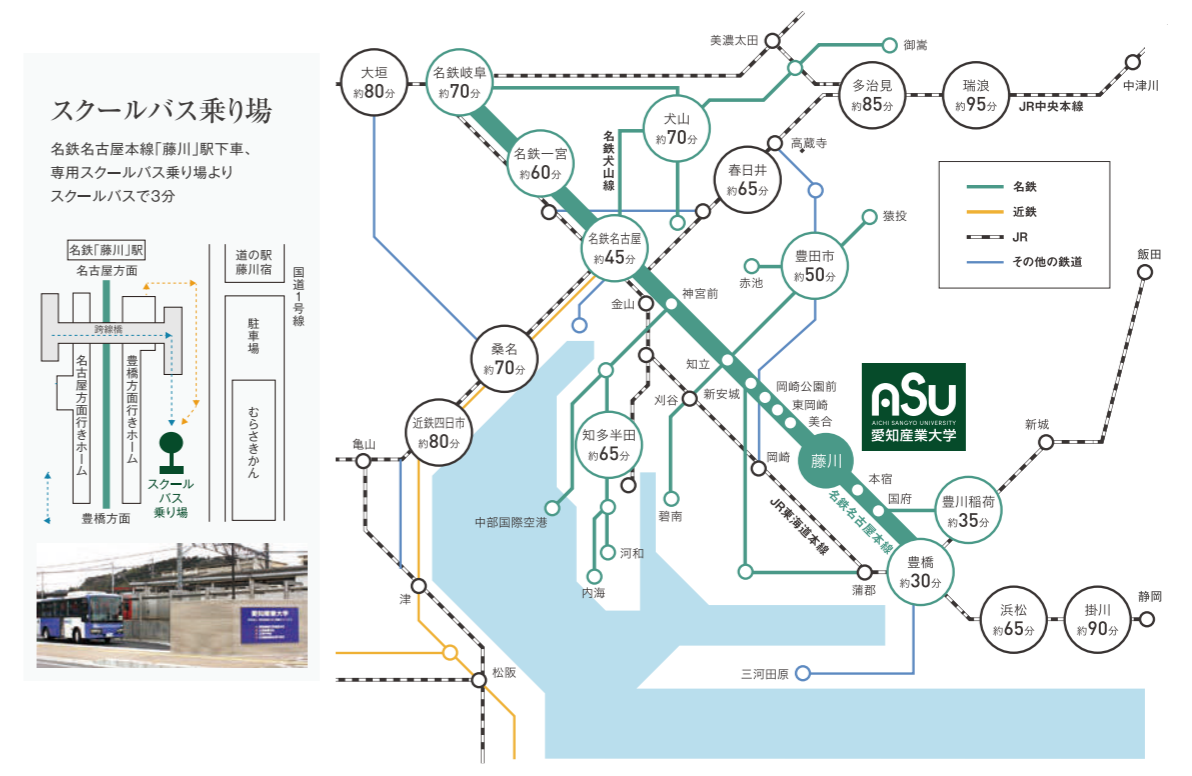 スクールバス乗り場
名鉄名古屋本線「藤川」駅下車、
専用スクールバス乗り場より
スクールバスで3分
名鉄「藤川」駅
名古屋方面
跨線橋
名古屋方面行きホーム
豊橋方面行きホーム
スクール
バス
乗り場
豊橋方面
道の駅
藤川宿
国道1号線
駐車場
むらさきかん
愛知産業大学
大垣
約80分
名鉄岐阜
約70分
名鉄一宮
約60分
名鉄犬山線
犬山
約70分
美濃太田
御嵩
多治見
約85分
瑞浪
約95分
JR中央本線
中津川
高蔵寺
春日井
約65分
名鉄
近鉄
JR
その他の鉄道
名鉄名古屋
約45分
猿投
豊田市
約50分
赤池
飯田
金山
神宮前
桑名
約70分
知立
岡崎公園前
東岡崎
美合
新安城
刈谷
ASU
AICHI SANGYO UNIVERSITY
愛知産業大学
近鉄四日市
約80分
亀山
知多半田
約65分
藤川
岡崎
新城
本宿
国府
名鉄名古屋本線
豊川稲荷
約35分
中部国際空港
碧南
JR東海道本線
河和
内海
蒲郡
豊橋
約30分
津
浜松
約65分
掛川
約90分
静岡
松阪
三河田原